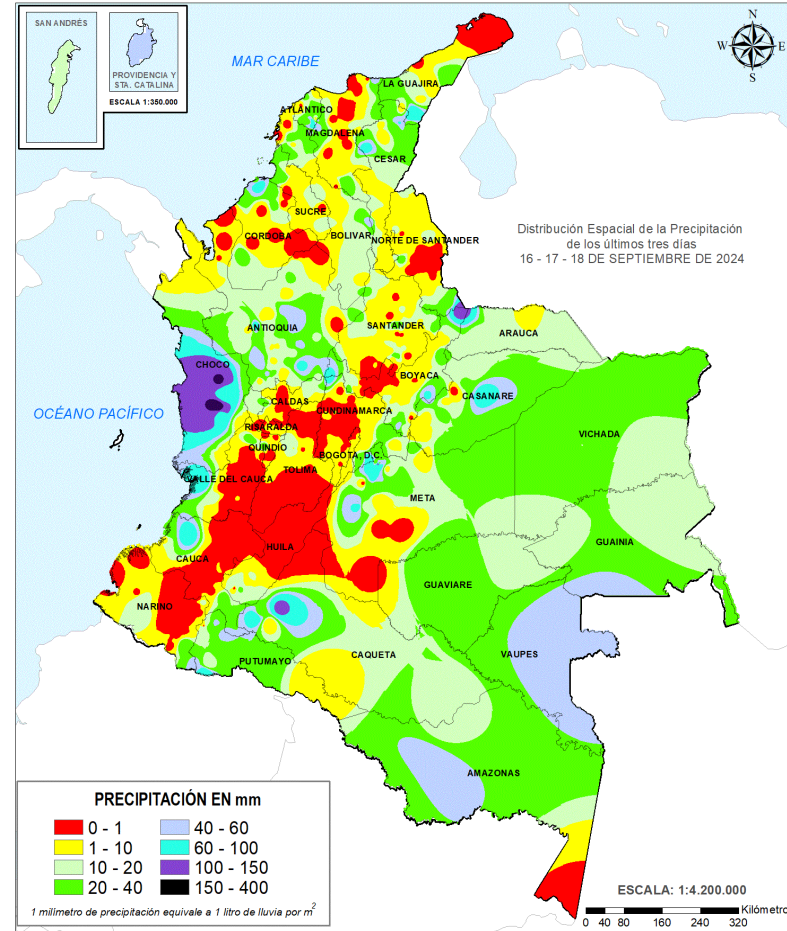 SAN ANDRÉS
PROVIDENCIA Y
STA. CATALINA
ESCALA 1:350.000
MAR CARIBE
N
W
E
S
LA GUAJIRA
ATLÁNTICO
MAGDALENA
CESAR
SUCRE
CORDOBA
BOLIVAR
NORTE DE SANTANDER
Distribución Espacial de la Precipitación
de los últimos tres días
16 - 17 - 18 DE SEPTIEMBRE DE 2024
ANTIOQUIA
SANTANDER
ARAUCA
CHOCO
BOYACA
CASANARE
OCÉANO PACÍFICO
CALDAS
CUNDINAMARCA
RISARALDA
VICHADA
QUINDIO
BOGOTA, D.C.
TOLIMA
VALLE DEL CAUCA
META
GUAINIA
HUILA
CAUCA
GUAVIARE
NARIÑO
CAQUETA
VAUPES
PUTUMAYO
AMAZONAS
PRECIPITACIÓN EN mm
0 - 1
40 - 60
1 - 10
60 - 100
10 - 20
100 - 150
20 - 40
150 - 400
1 milimetro de precipitación equivale a 1 litro de lluvia por m2
ESCALA: 1:4.200.000
Kilómetros
0 40 80 160 240 320